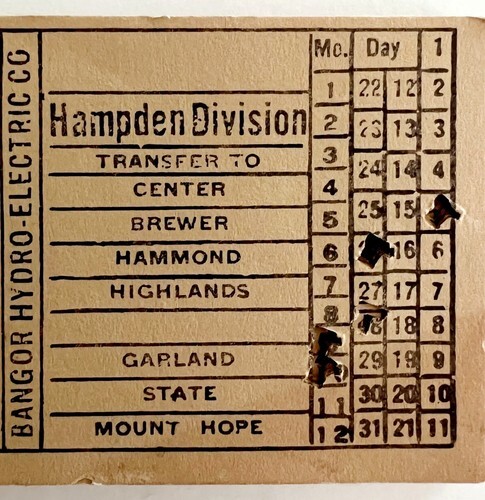 BANGOR HYDRO-ELECTRIC CO
Hampden Division
TRANSFER TO
CENTER
BREWER
HAMMOND
HIGHLANDS
GARLAND
STATE
MOUNT HOPE
Mo. Day 1
1 22 12 2
2 23 13 3
3 24 14 4
4 25 15
5 16 6
6 27 17 7
7 18 8
8 29 19 9
30 20 10
11 31 21 11
12